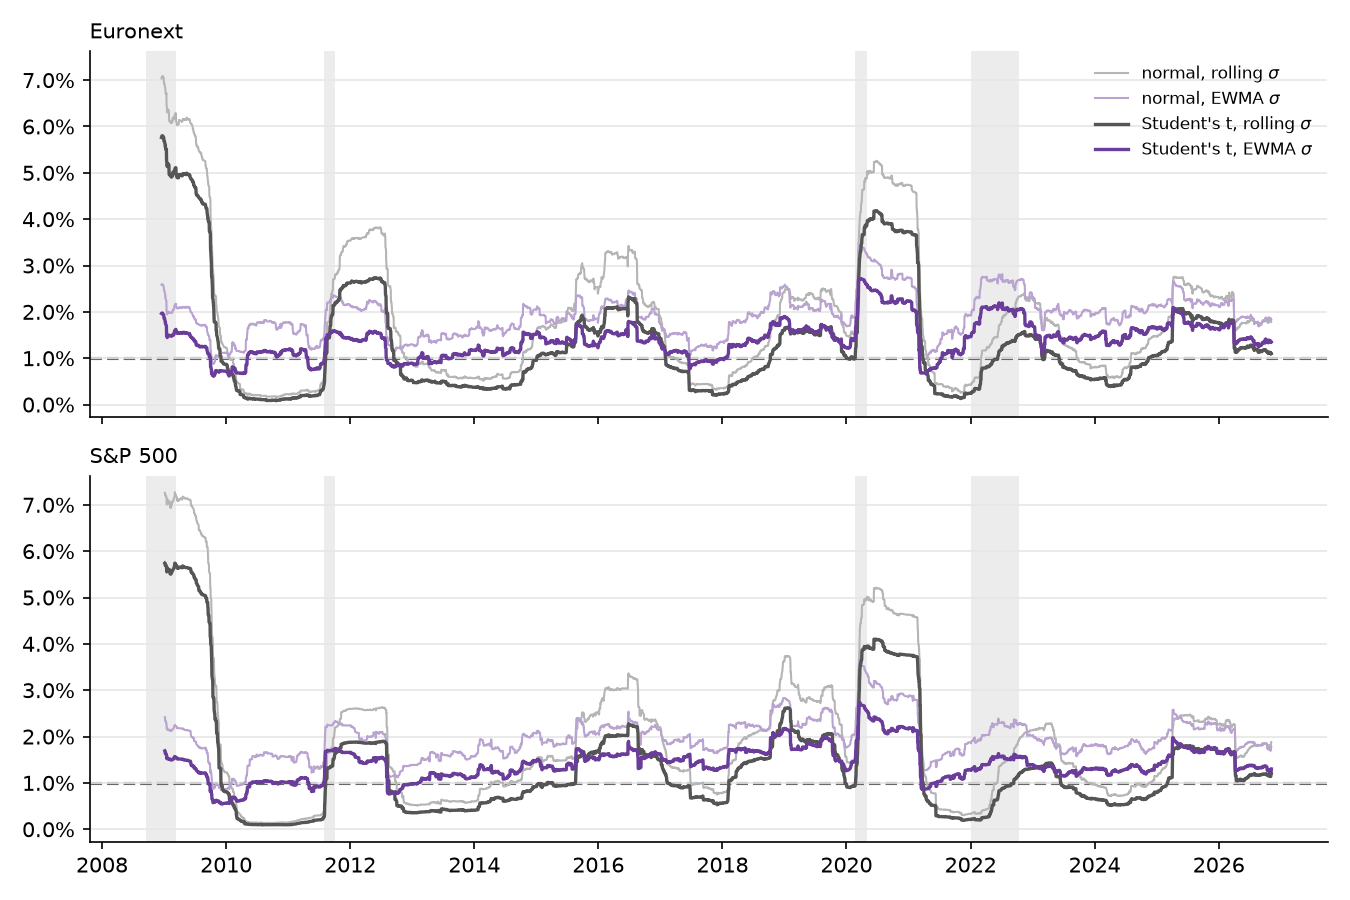 Euronext
7.0%
6.0%
5.0%
4.0%
3.0%
2.0%
1.0%
0.0%
normal, rolling σ
normal, EWMA σ
Student's t, rolling σ
Student's t, EWMA σ
S&P 500
7.0%
6.0%
5.0%
4.0%
3.0%
2.0%
1.0%
0.0%
2008 2010 2012 2014 2016 2018 2020 2022 2024 2026